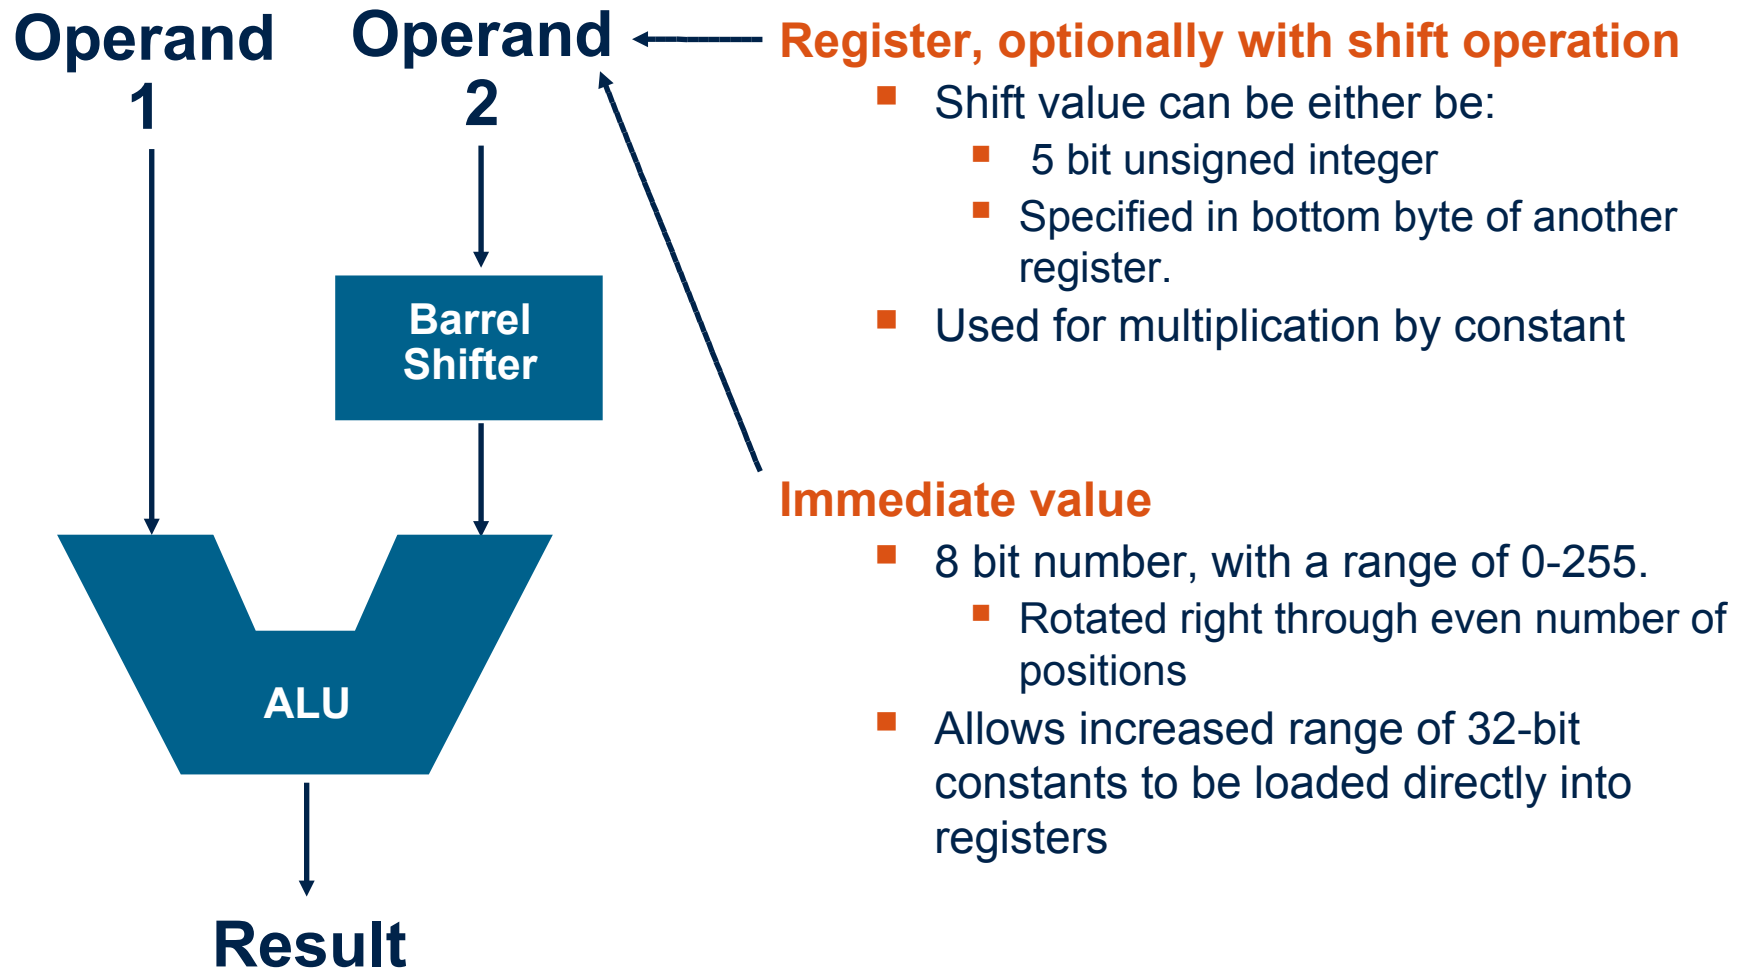 Operand
1
Operand
2
Barrel
Shifter
ALU
Result
Register, optionally with shift operation
Shift value can be either be:
5 bit unsigned integer
Specified in bottom byte of another
register.
Used for multiplication by constant
Immediate value
8 bit number, with a range of 0-255.
Rotated right through even number of
positions
Allows increased range of 32-bit
constants to be loaded directly into
registers